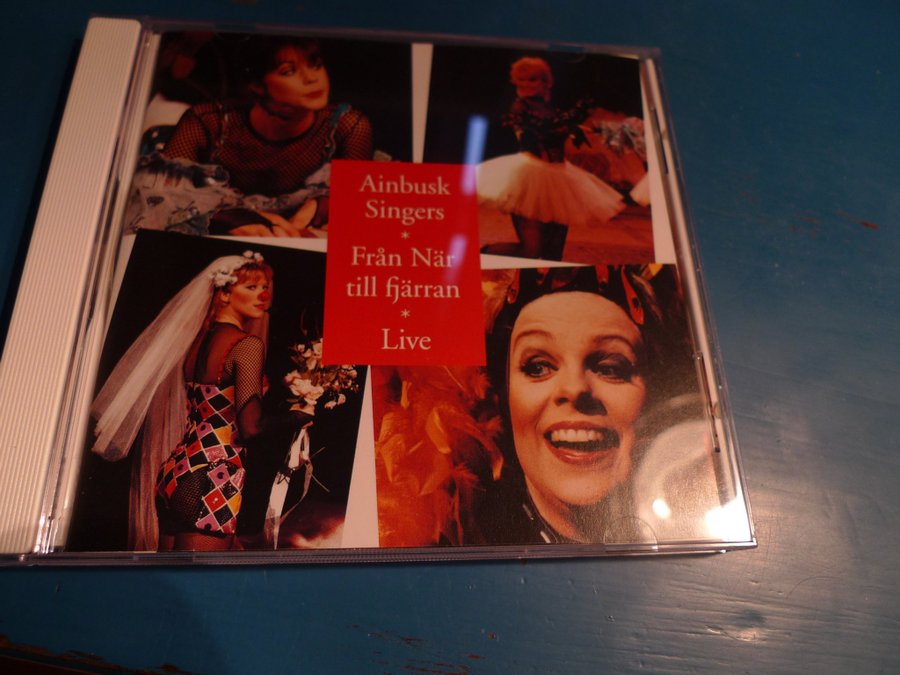 Ainbusk
Singers
*
Från När
till fjärran
*
Live